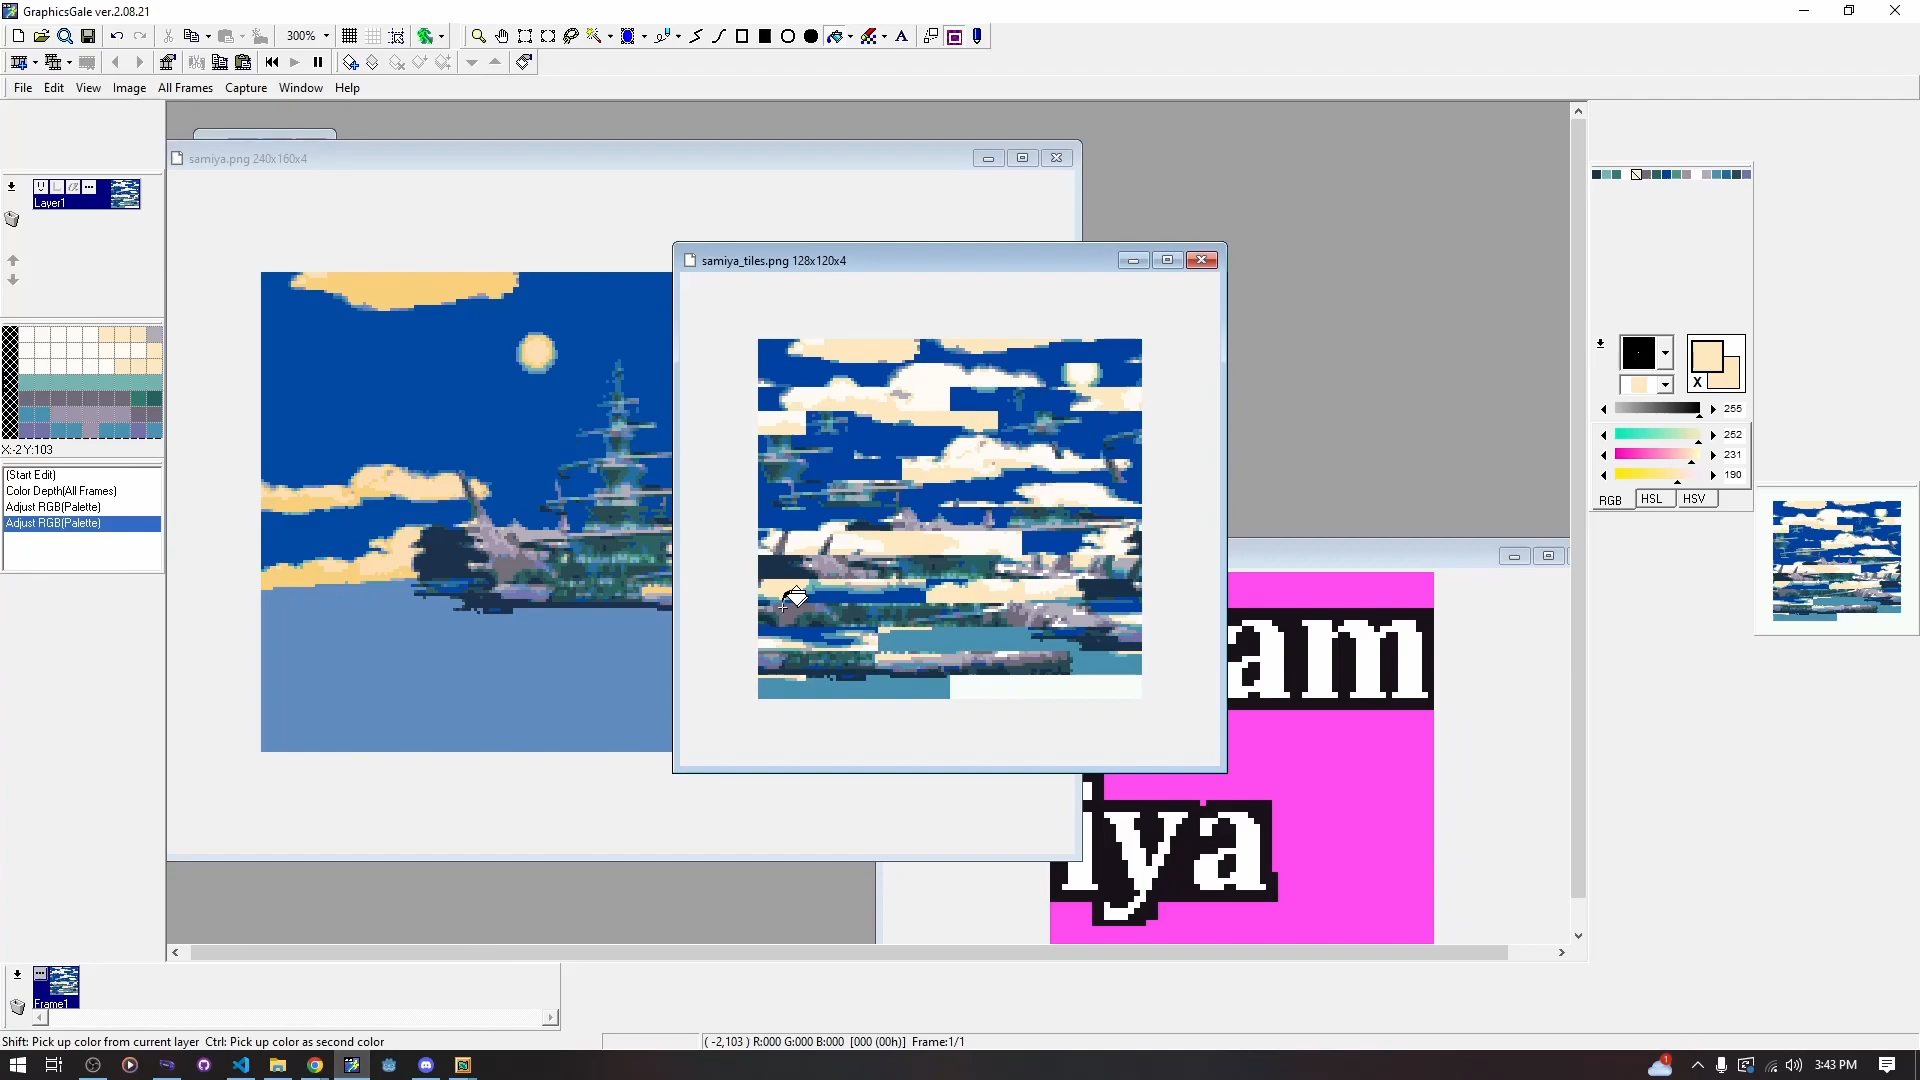 GraphicsGale ver.2.08.21
300%
File Edit View Image All Frames Capture Window Help
samiya.png 240x160x4
Layer1
samiya_tiles.png 128x120x4
255
252
231
190
RGB HSL HSV
X
X:-2 Y:103
(Start Edit)
Color Depth(All Frames)
Adjust RGB(Palette)
Adjust RGB(Palette)
am
iya
Frame1
Shift: Pick up color from current layer Ctrl: Pick up color as second color
( -2,103 ) R:000 G:000 B:000 [000 (00h)] Frame:1/1
1
3:43 PM